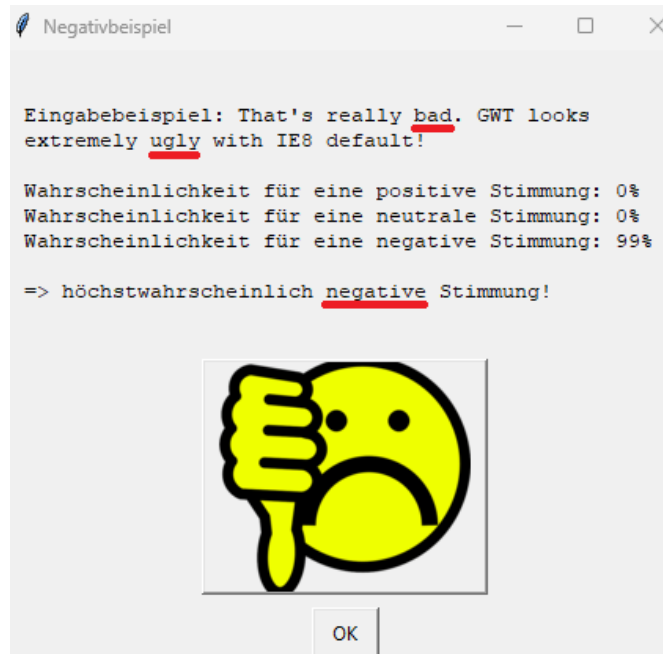 Negativbeispiel
Eingabebeispiel: That's really bad. GWT looks
extremely ugly with IE8 default!
Wahrscheinlichkeit für eine positive Stimmung: 0%
Wahrscheinlichkeit für eine neutrale Stimmung: 0%
Wahrscheinlichkeit für eine negative Stimmung: 99%
=> höchstwahrscheinlich negative Stimmung!
OK